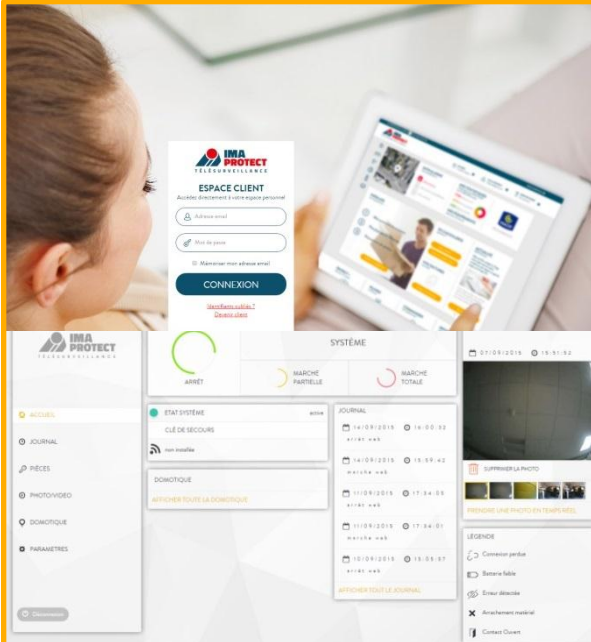 IMA
PROTECT
TÉLÉSURVEILLANCE
ESPACE CLIENT
Accédez directement à votre espace personnel
Adresse email
Mot de passe
Mémoriser mon adresse email
CONNEXION
Identifiants oubliés ?
Devenir client
IMA
PROTECT
IMA
PROTECT
TÉLÉSURVEILLANCE
ACCUEIL
JOURNAL
PIÈCES
PHOTO/VIDEO
DOMOTIQUE
PARAMETRES
Déconnexion
SYSTÈME
ARRÊT
MARCHE
PARTIELLE
MARCHE
TOTALE
ETAT SYSTÈME active
CLÉ DE SECOURS
non installée
DOMOTIQUE
AFFICHER TOUTE LA DOMOTIQUE
JOURNAL
14/09/2015 16:00:33
arrêt web
14/09/2015 15:59:42
marche web
11/09/2015 17:54:05
arrêt web
11/09/2015
marche web
10/09/2015 15:05:57
arrêt web
AFFICHER TOUT LE JOURNAL
07/09/2015 15:51:52
SUPPRIMER LA PHOTO
PRENDRE UNE PHOTO EN TEMPS RÉEL
LÉGENDE
Connexion perdue
Batterie faible
Erreur détectée
Arrachement matériel
Contact Ouvert